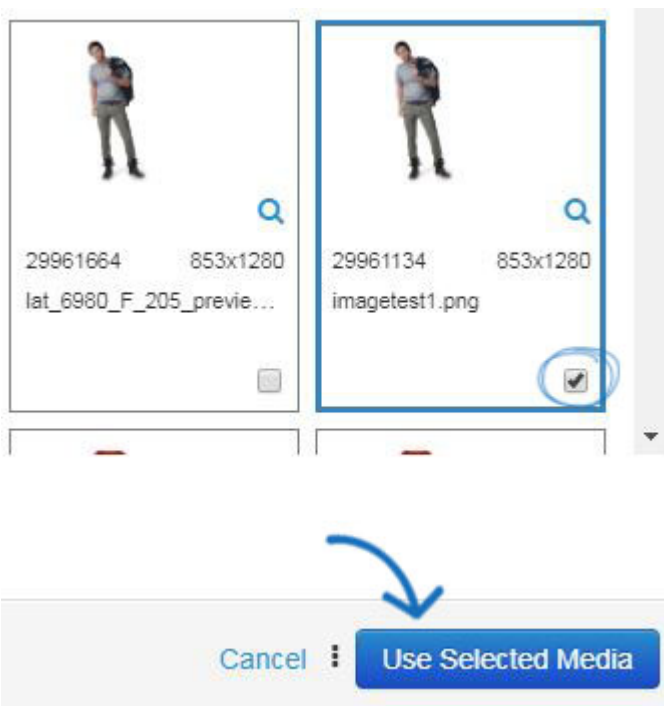 29961664 853x1280
lat_6980_F_205_previe...
29961134 853x1280
imagetest1.png
Cancel
Use Selected Media